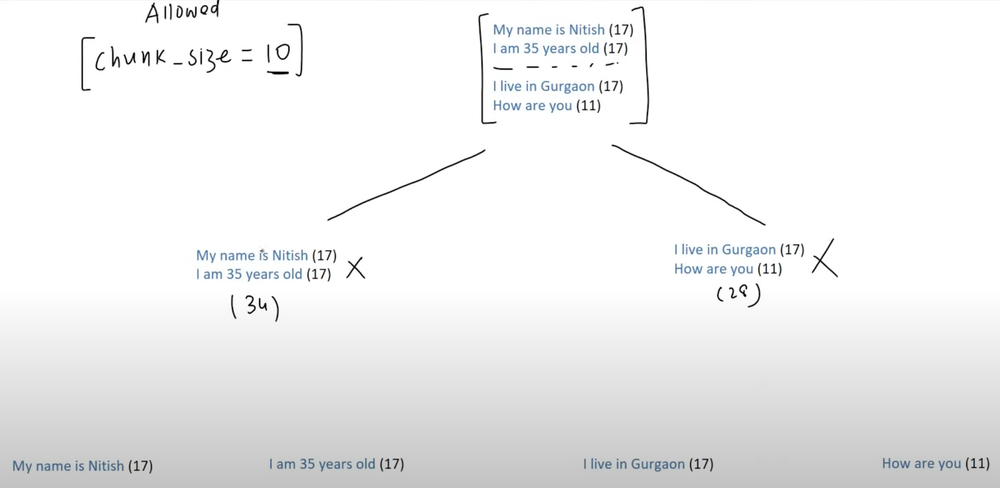 Allowed
[chunk_size = 10]
My name is Nitish (17)
I am 35 years old (17)
I live in Gurgaon (17)
How are you (11)
My name is Nitish (17)
I am 35 years old (17)
(34)
I live in Gurgaon (17)
How are you (11)
(28)
My name is Nitish (17)
I am 35 years old (17)
I live in Gurgaon (17)
How are you (11)